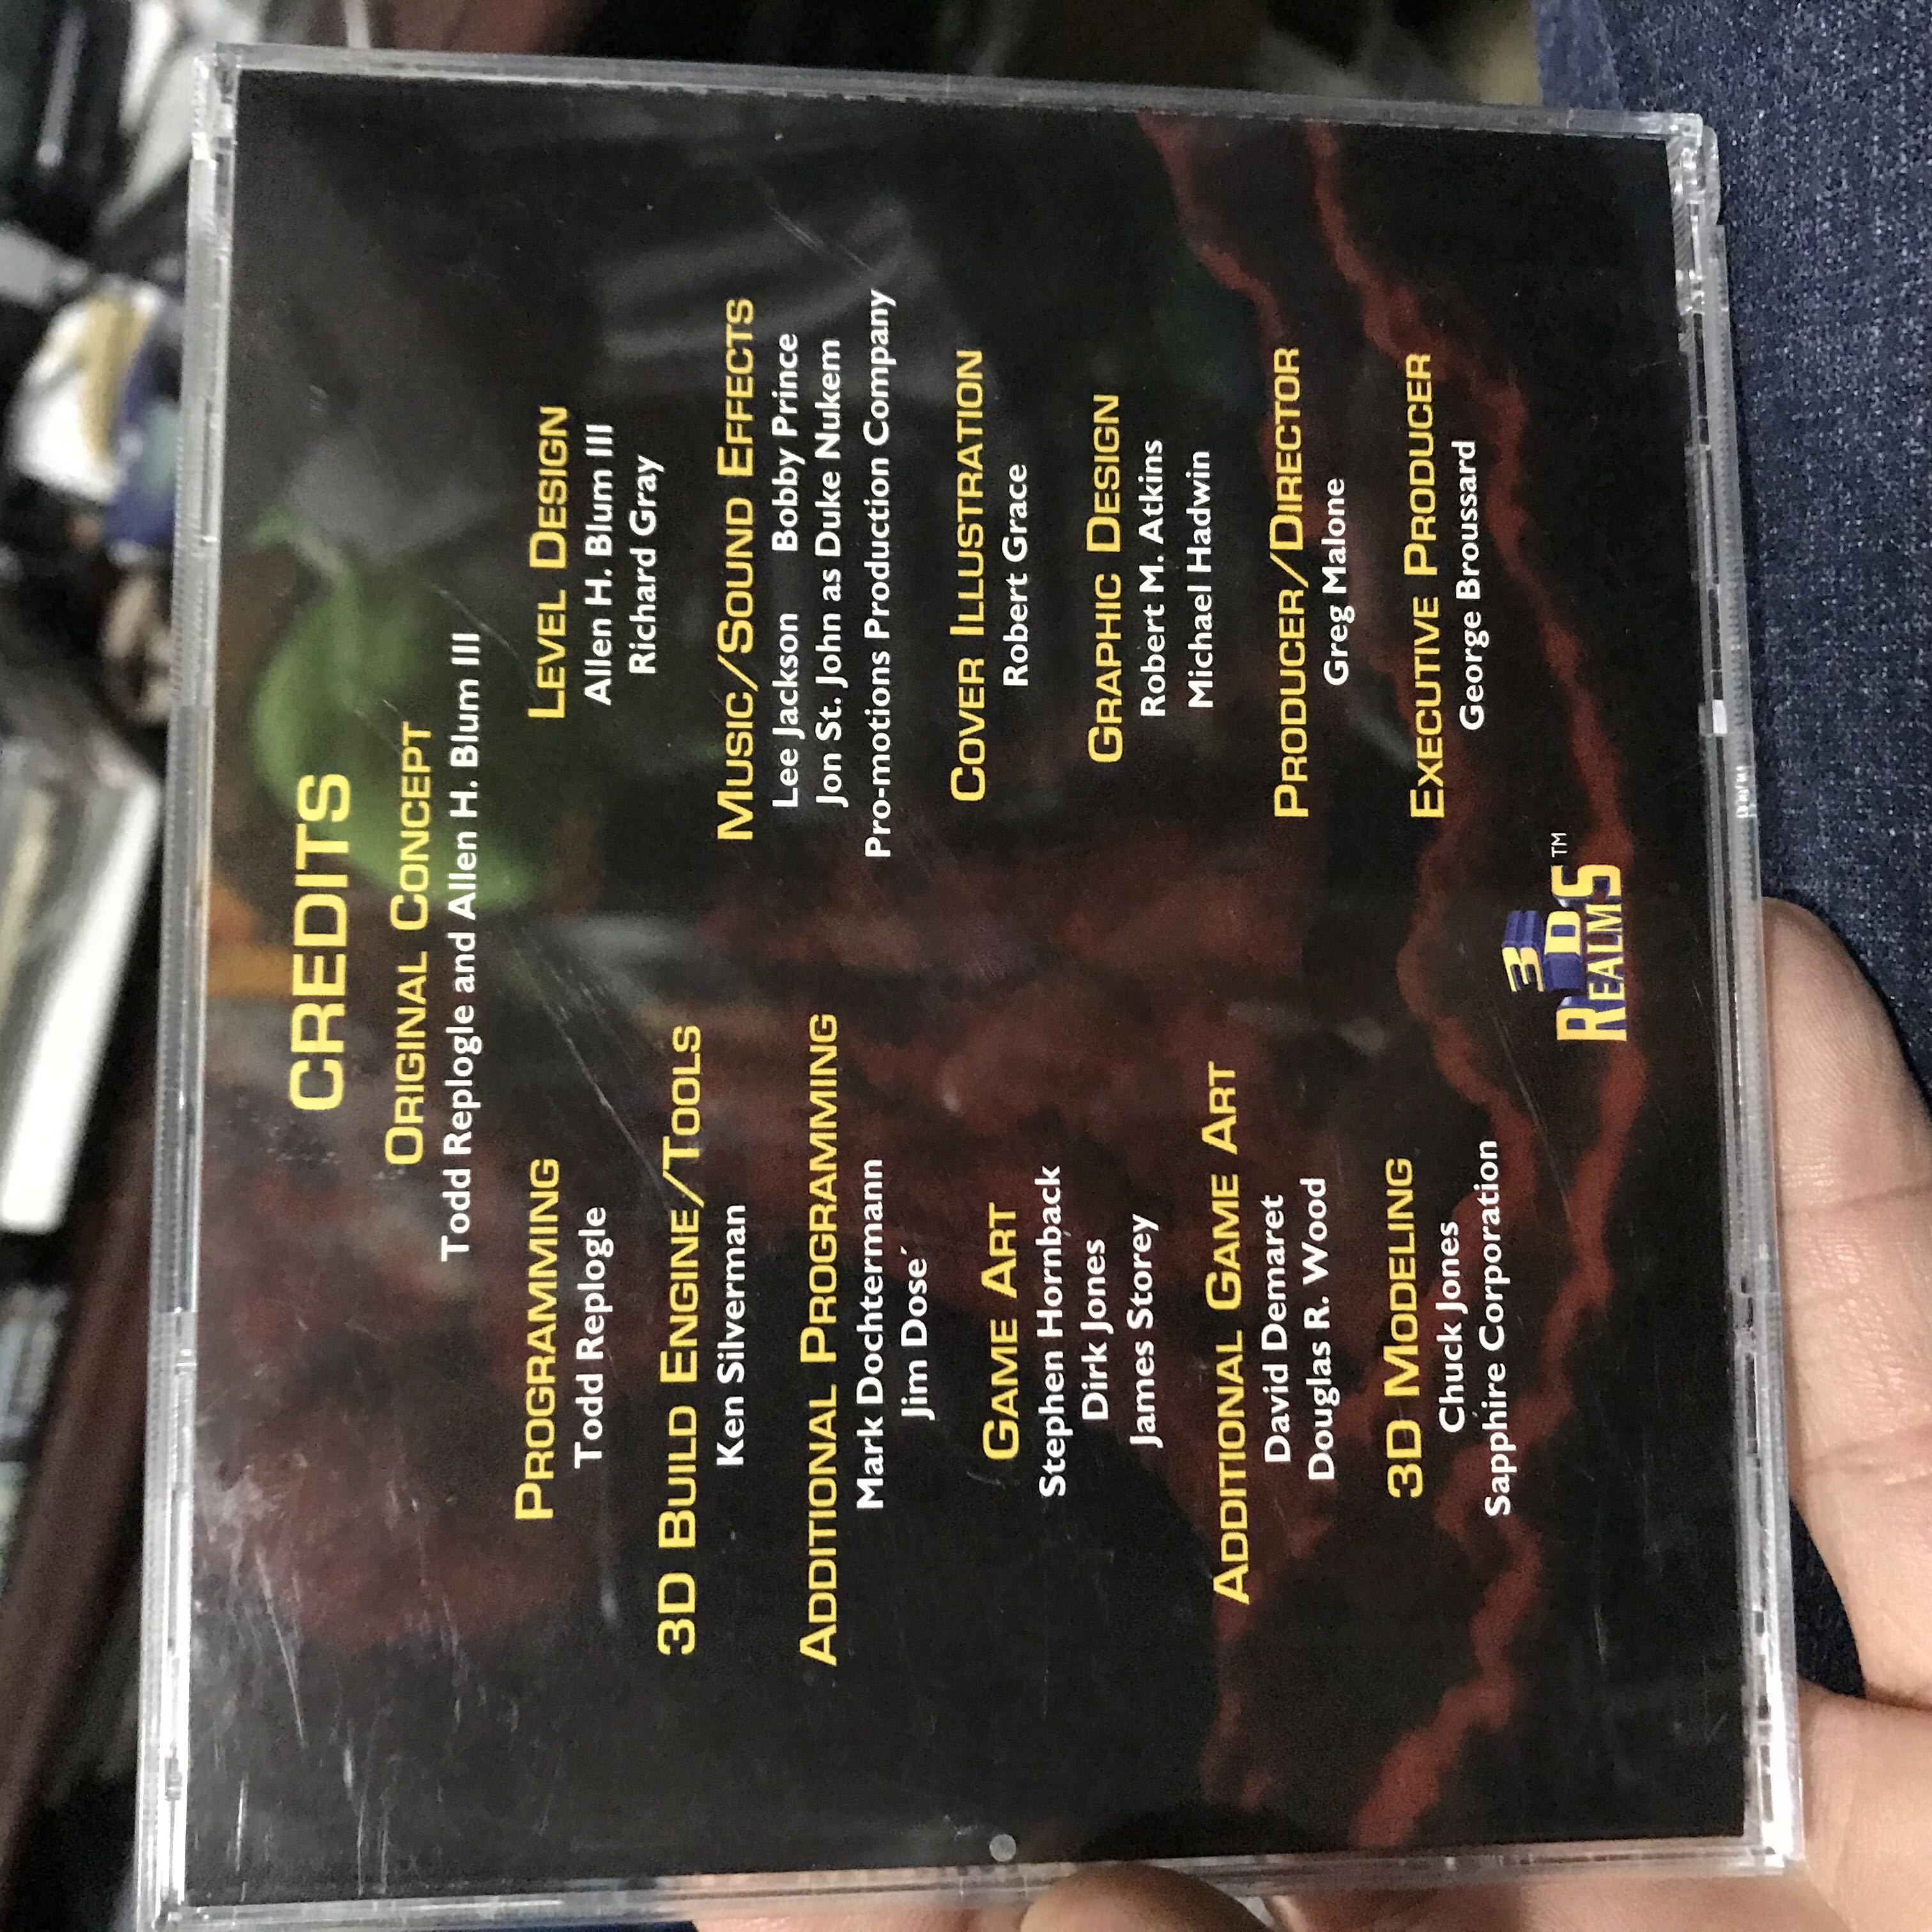 CREDITS
ORIGINAL CONCEPT
Todd Replogle and Allen H. Blum III
PROGRAMMING
Todd Replogle
3D BUILD ENGINE/TOOLS
Ken Silverman
ADDITIONAL PROGRAMMING
Mark Dochtermann
Jim Dose´
GAME ART
Stephen Hornback
Dirk Jones
James Storey
ADDITIONAL GAME ART
David Demaret
Douglas R. Wood
3D MODELING
Chuck Jones
Sapphire Corporation
LEVEL DESIGN
Allen H. Blum III
Richard Gray
MUSIC/SOUND EFFECTS
Lee Jackson Bobby Prince
Jon St. John as Duke Nukem
Pro-motions Production Company
COVER ILLUSTRATION
Robert Grace
GRAPHIC DESIGN
Robert M. Atkins
Michael Hadwin
PRODUCER/DIRECTOR
Greg Malone
EXECUTIVE PRODUCER
George Broussard
3D
REALMS™